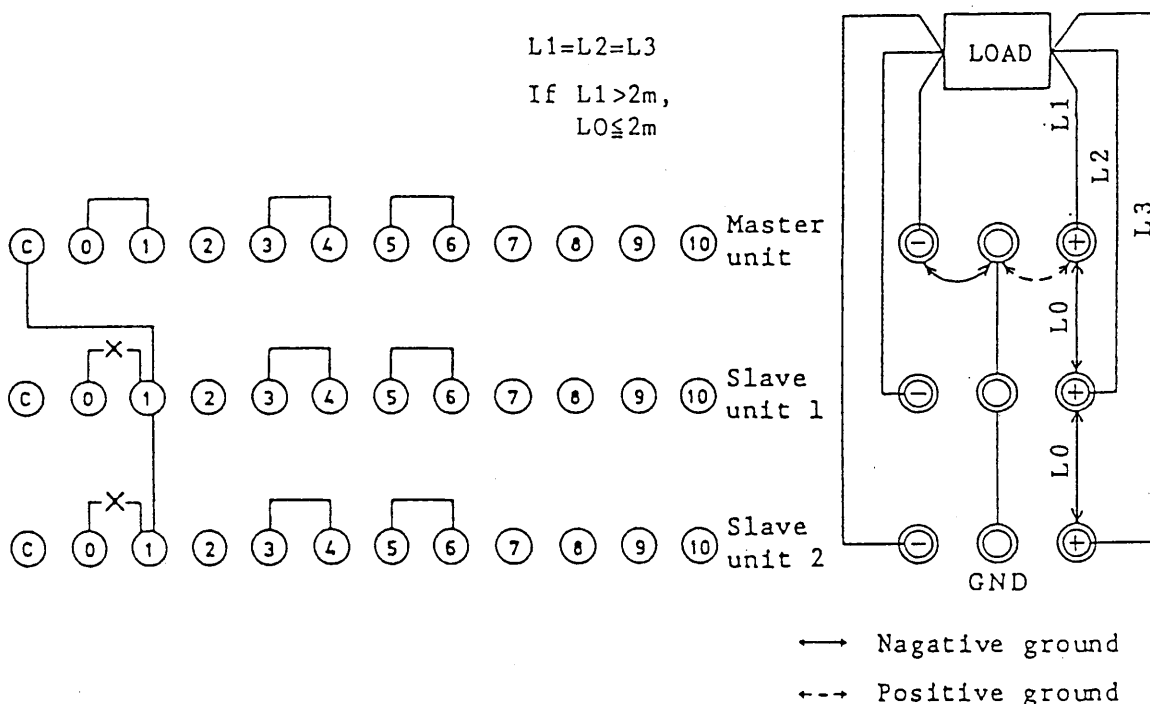 L1=L2=L3
If L1>2m,
L0≦2m
LOAD
L1
L2
L3
C 0 1 2 3 4 5 6 7 8 9 10 Master unit
− +
L0
C 0 1 2 3 4 5 6 7 8 9 10 Slave unit 1
− +
L0
C 0 1 2 3 4 5 6 7 8 9 10 Slave unit 2
− +
GND
Nagative ground
Positive ground